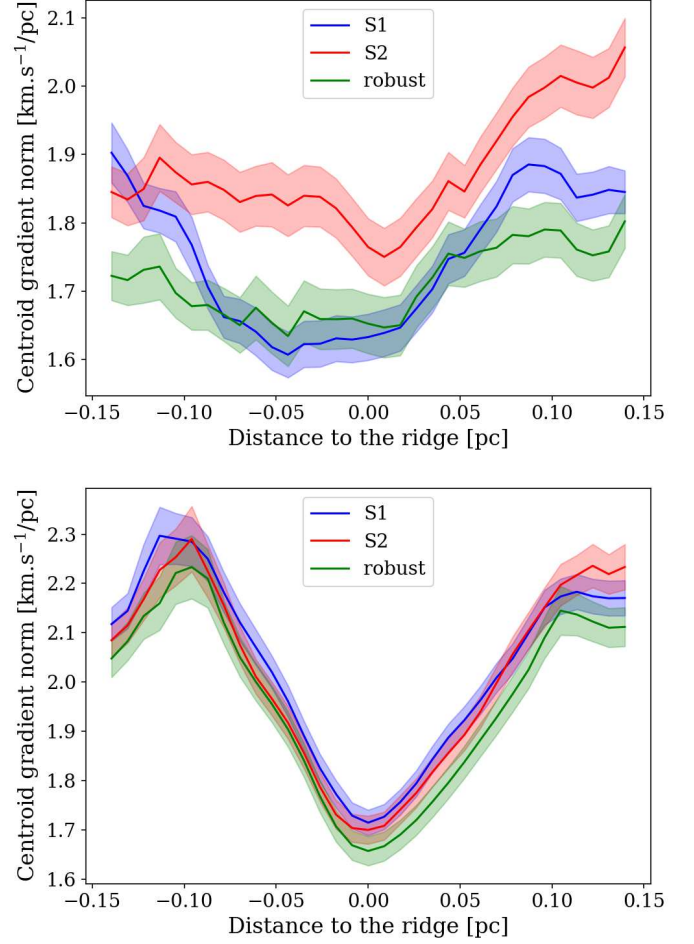 2.1
2.0
1.9
1.8
1.7
1.6
Centroid gradient norm [km.s⁻¹/pc]
S1
S2
robust
−0.15 −0.10 −0.05 0.00 0.05 0.10 0.15
Distance to the ridge [pc]
2.3
2.2
2.1
2.0
1.9
1.8
1.7
1.6
Centroid gradient norm [km.s⁻¹/pc]
S1
S2
robust
−0.15 −0.10 −0.05 0.00 0.05 0.10 0.15
Distance to the ridge [pc]